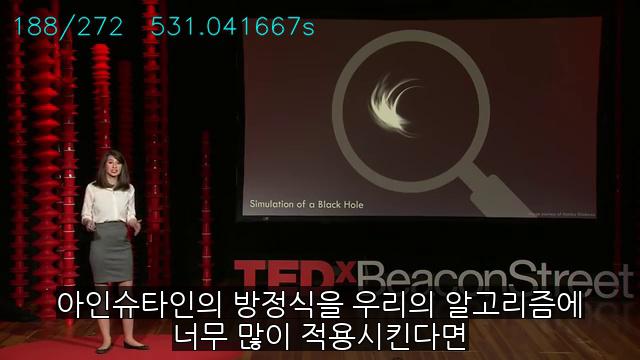 188/272 531.041667s
Simulation of a Black Hole
TEDxBeaconStreet
아인슈타인의 방정식을 우리의 알고리즘에
너무 많이 적용시킨다면